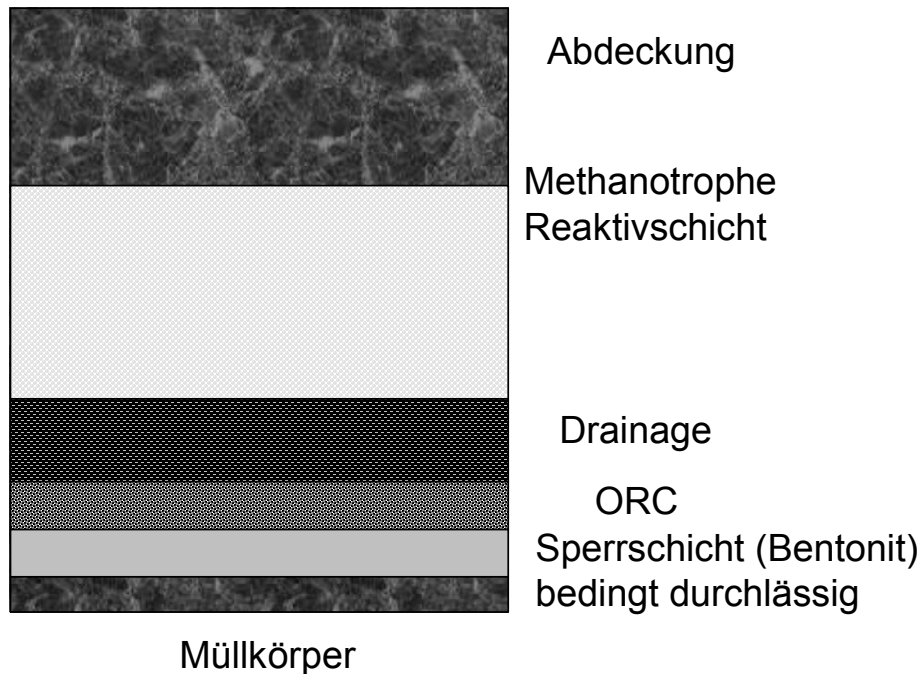 Abdeckung
Methanotrophe
Reaktivschicht
Drainage
ORC
Sperrschicht (Bentonit)
bedingt durchlässig
Müllkörper